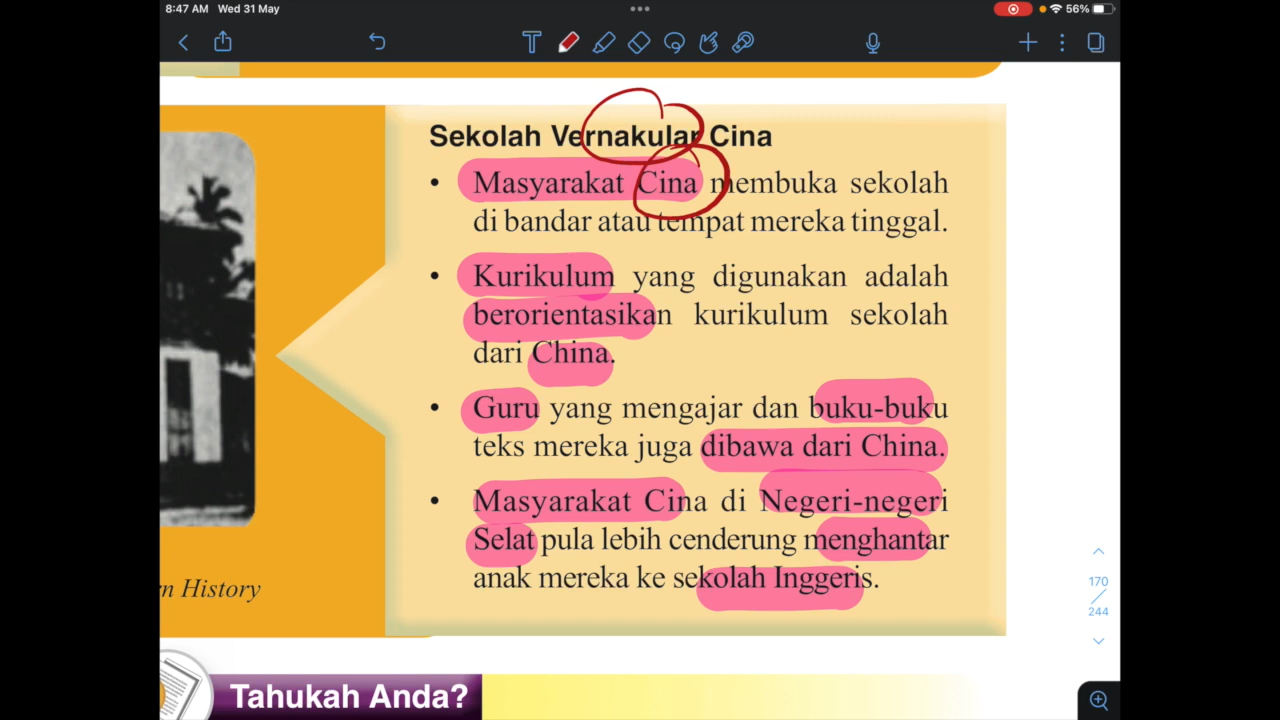 8:47 AM Wed 31 May
56%
Sekolah Vernakular Cina
• Masyarakat Cina membuka sekolah
di bandar atau tempat mereka tinggal.
• Kurikulum yang digunakan adalah
berorientasikan kurikulum sekolah
dari China.
• Guru yang mengajar dan buku-buku
teks mereka juga dibawa dari China.
• Masyarakat Cina di Negeri-negeri
Selat pula lebih cenderung menghantar
anak mereka ke sekolah Inggeris.
History
170
244
Tahukah Anda?